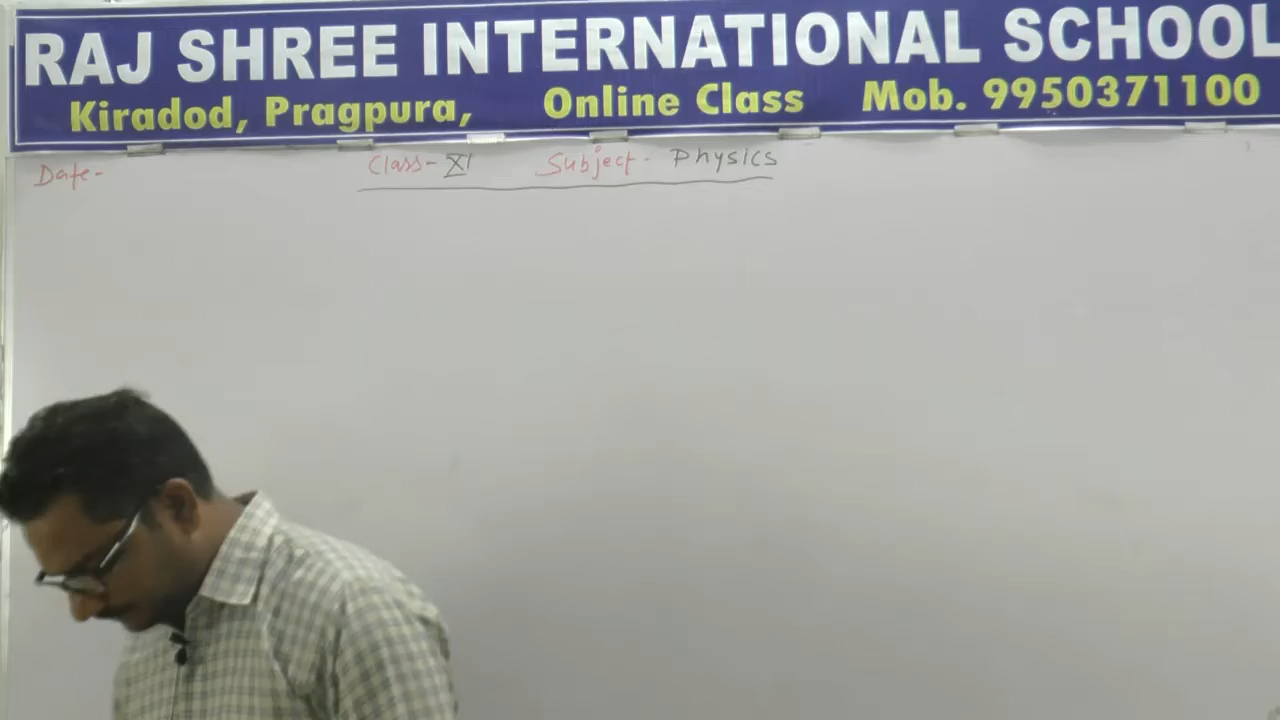 RAJ SHREE INTERNATIONAL SCHOOL
Kiradod, Pragpura, Online Class Mob. 9950371100
Date- Class- XI Subject - Physics